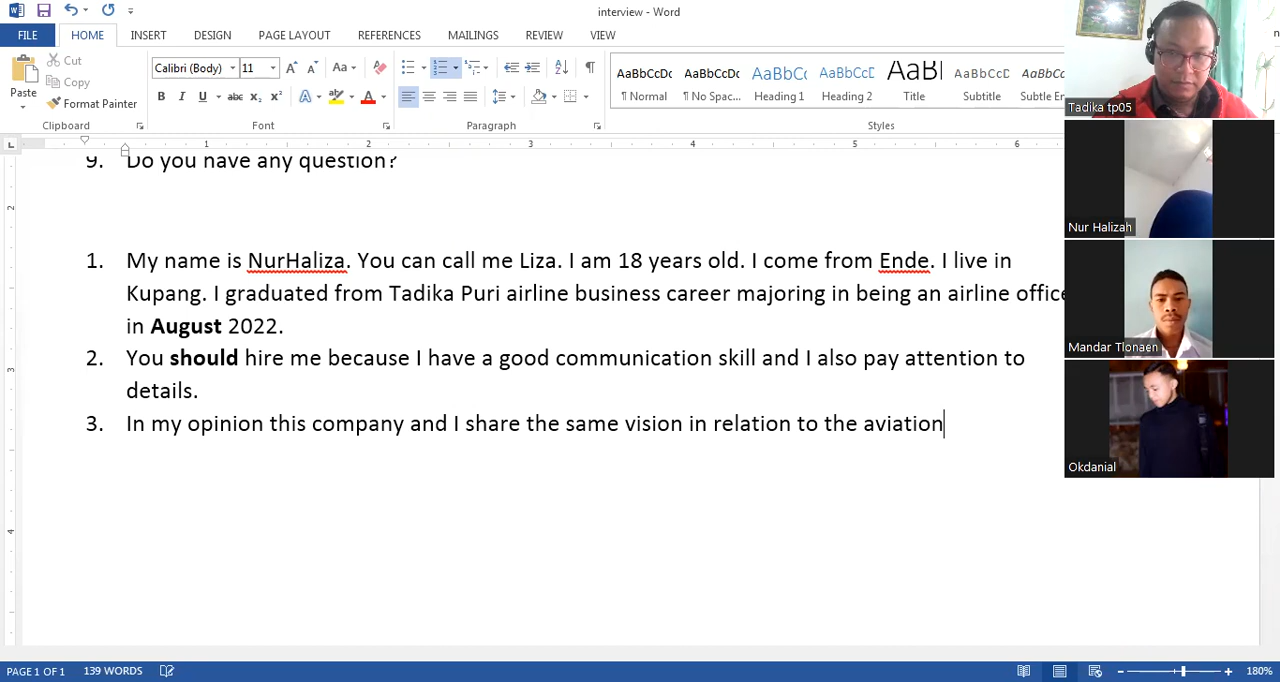 interview - Word
FILE HOME INSERT DESIGN PAGE LAYOUT REFERENCES MAILINGS REVIEW VIEW
Cut
Copy
Paste
Format Painter
Clipboard
Calibri (Body) 11
Font
Paragraph
AaBbCcDc AaBbCcDc AaBbCc AaBbCcC AaBl AaBbCcD AaBbCcDc
¶ Normal ¶ No Spac... Heading 1 Heading 2 Title Subtitle Subtle Em
Styles
9. Do you have any question?
1. My name is NurHaliza. You can call me Liza. I am 18 years old. I come from Ende. I live in
Kupang. I graduated from Tadika Puri airline business career majoring in being an airline office
in August 2022.
2. You should hire me because I have a good communication skill and I also pay attention to
details.
3. In my opinion this company and I share the same vision in relation to the aviation
Tadika tp05
Nur Halizah
Mandar Tlonaen
Okdanial
PAGE 1 OF 1 139 WORDS
180%